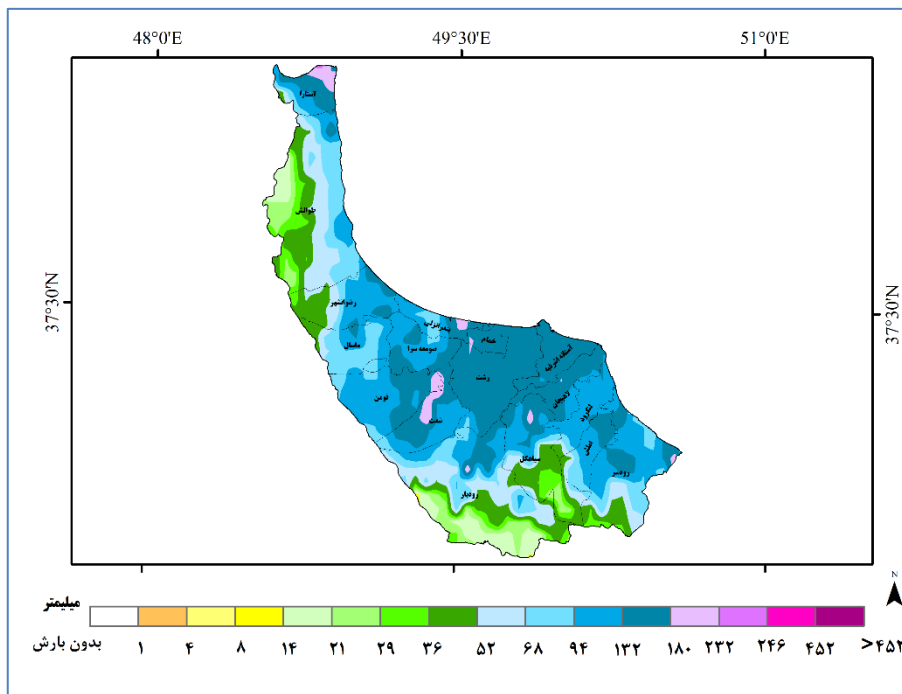 48°0'E 49°30'E 51°0'E
37°30'N 37°30'N
آستارا
طوالش
رضوانشهر
بندرانزلی
خمام
ماسال
صومعه سرا
آستانه اشرفیه
رشت
فومن
لاهیجان
لنگرود
شفت
املش
سیاهکل
رودسر
رودبار
N
میلیمتر
بدون بارش ۱ ۴ ۸ ۱۴ ۲۱ ۲۹ ۳۶ ۵۲ ۶۸ ۹۴ ۱۳۲ ۱۸۰ ۲۳۲ ۲۴۶ ۴۵۲ >۴۵۲